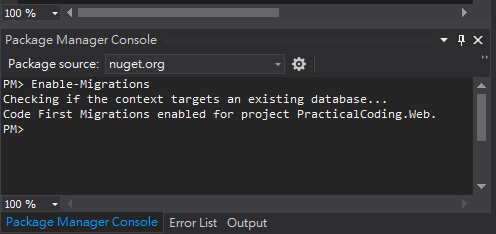 100 %
Package Manager Console
Package source: nuget.org
PM> Enable-Migrations
Checking if the context targets an existing database...
Code First Migrations enabled for project PracticalCoding.Web.
PM>
100 %
Package Manager Console Error List Output